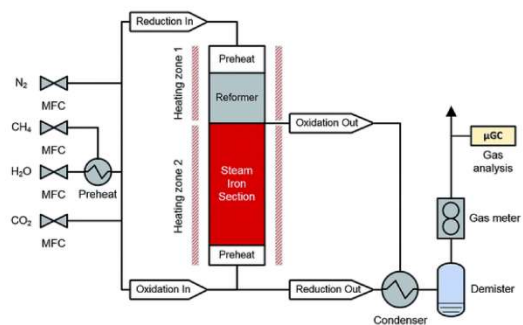 Reduction In
Heating zone 1
Preheat
Reformer
N₂
MFC
CH₄
MFC
H₂O
MFC
Preheat
CO₂
MFC
Oxidation Out
Heating zone 2
Steam
Iron
Section
Preheat
µGC
Gas
analysis
Gas meter
Oxidation In
Reduction Out
Condenser
Demister